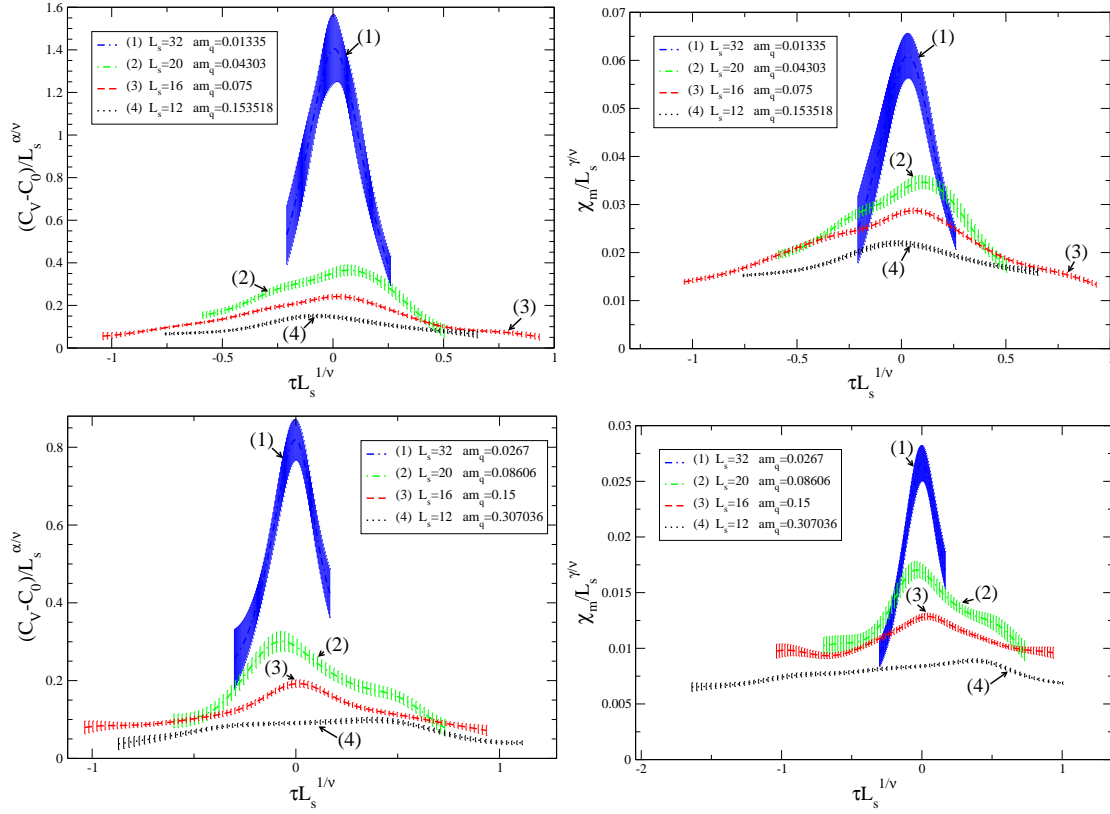 (C_V-C_0)/L_s^{α/ν}
1.6
1.4
1.2
1
0.8
0.6
0.4
0.2
0
-1
-0.5
0
0.5
1
τL_s^{1/ν}
(1) L_s=32 am_q=0.01335
(2) L_s=20 am_q=0.04303
(3) L_s=16 am_q=0.075
(4) L_s=12 am_q=0.153518
(1)
(2)
(3)
(4)
χ_m/L_s^{γ/ν}
0.07
0.06
0.05
0.04
0.03
0.02
0.01
0
-1
-0.5
0
0.5
1
τL_s^{1/ν}
(1) L_s=32 am_q=0.01335
(2) L_s=20 am_q=0.04303
(3) L_s=16 am_q=0.075
(4) L_s=12 am_q=0.153518
(1)
(2)
(3)
(4)
(C_V-C_0)/L_s^{α/ν}
0.8
0.6
0.4
0.2
0
-1
0
1
τL_s^{1/ν}
(1) L_s=32 am_q=0.0267
(2) L_s=20 am_q=0.08606
(3) L_s=16 am_q=0.15
(4) L_s=12 am_q=0.307036
(1)
(2)
(3)
(4)
χ_m/L_s^{γ/ν}
0.03
0.025
0.02
0.015
0.01
0.005
0
-2
-1
0
1
τL_s^{1/ν}
(1) L_s=32 am_q=0.0267
(2) L_s=20 am_q=0.08606
(3) L_s=16 am_q=0.15
(4) L_s=12 am_q=0.307036
(1)
(2)
(3)
(4)